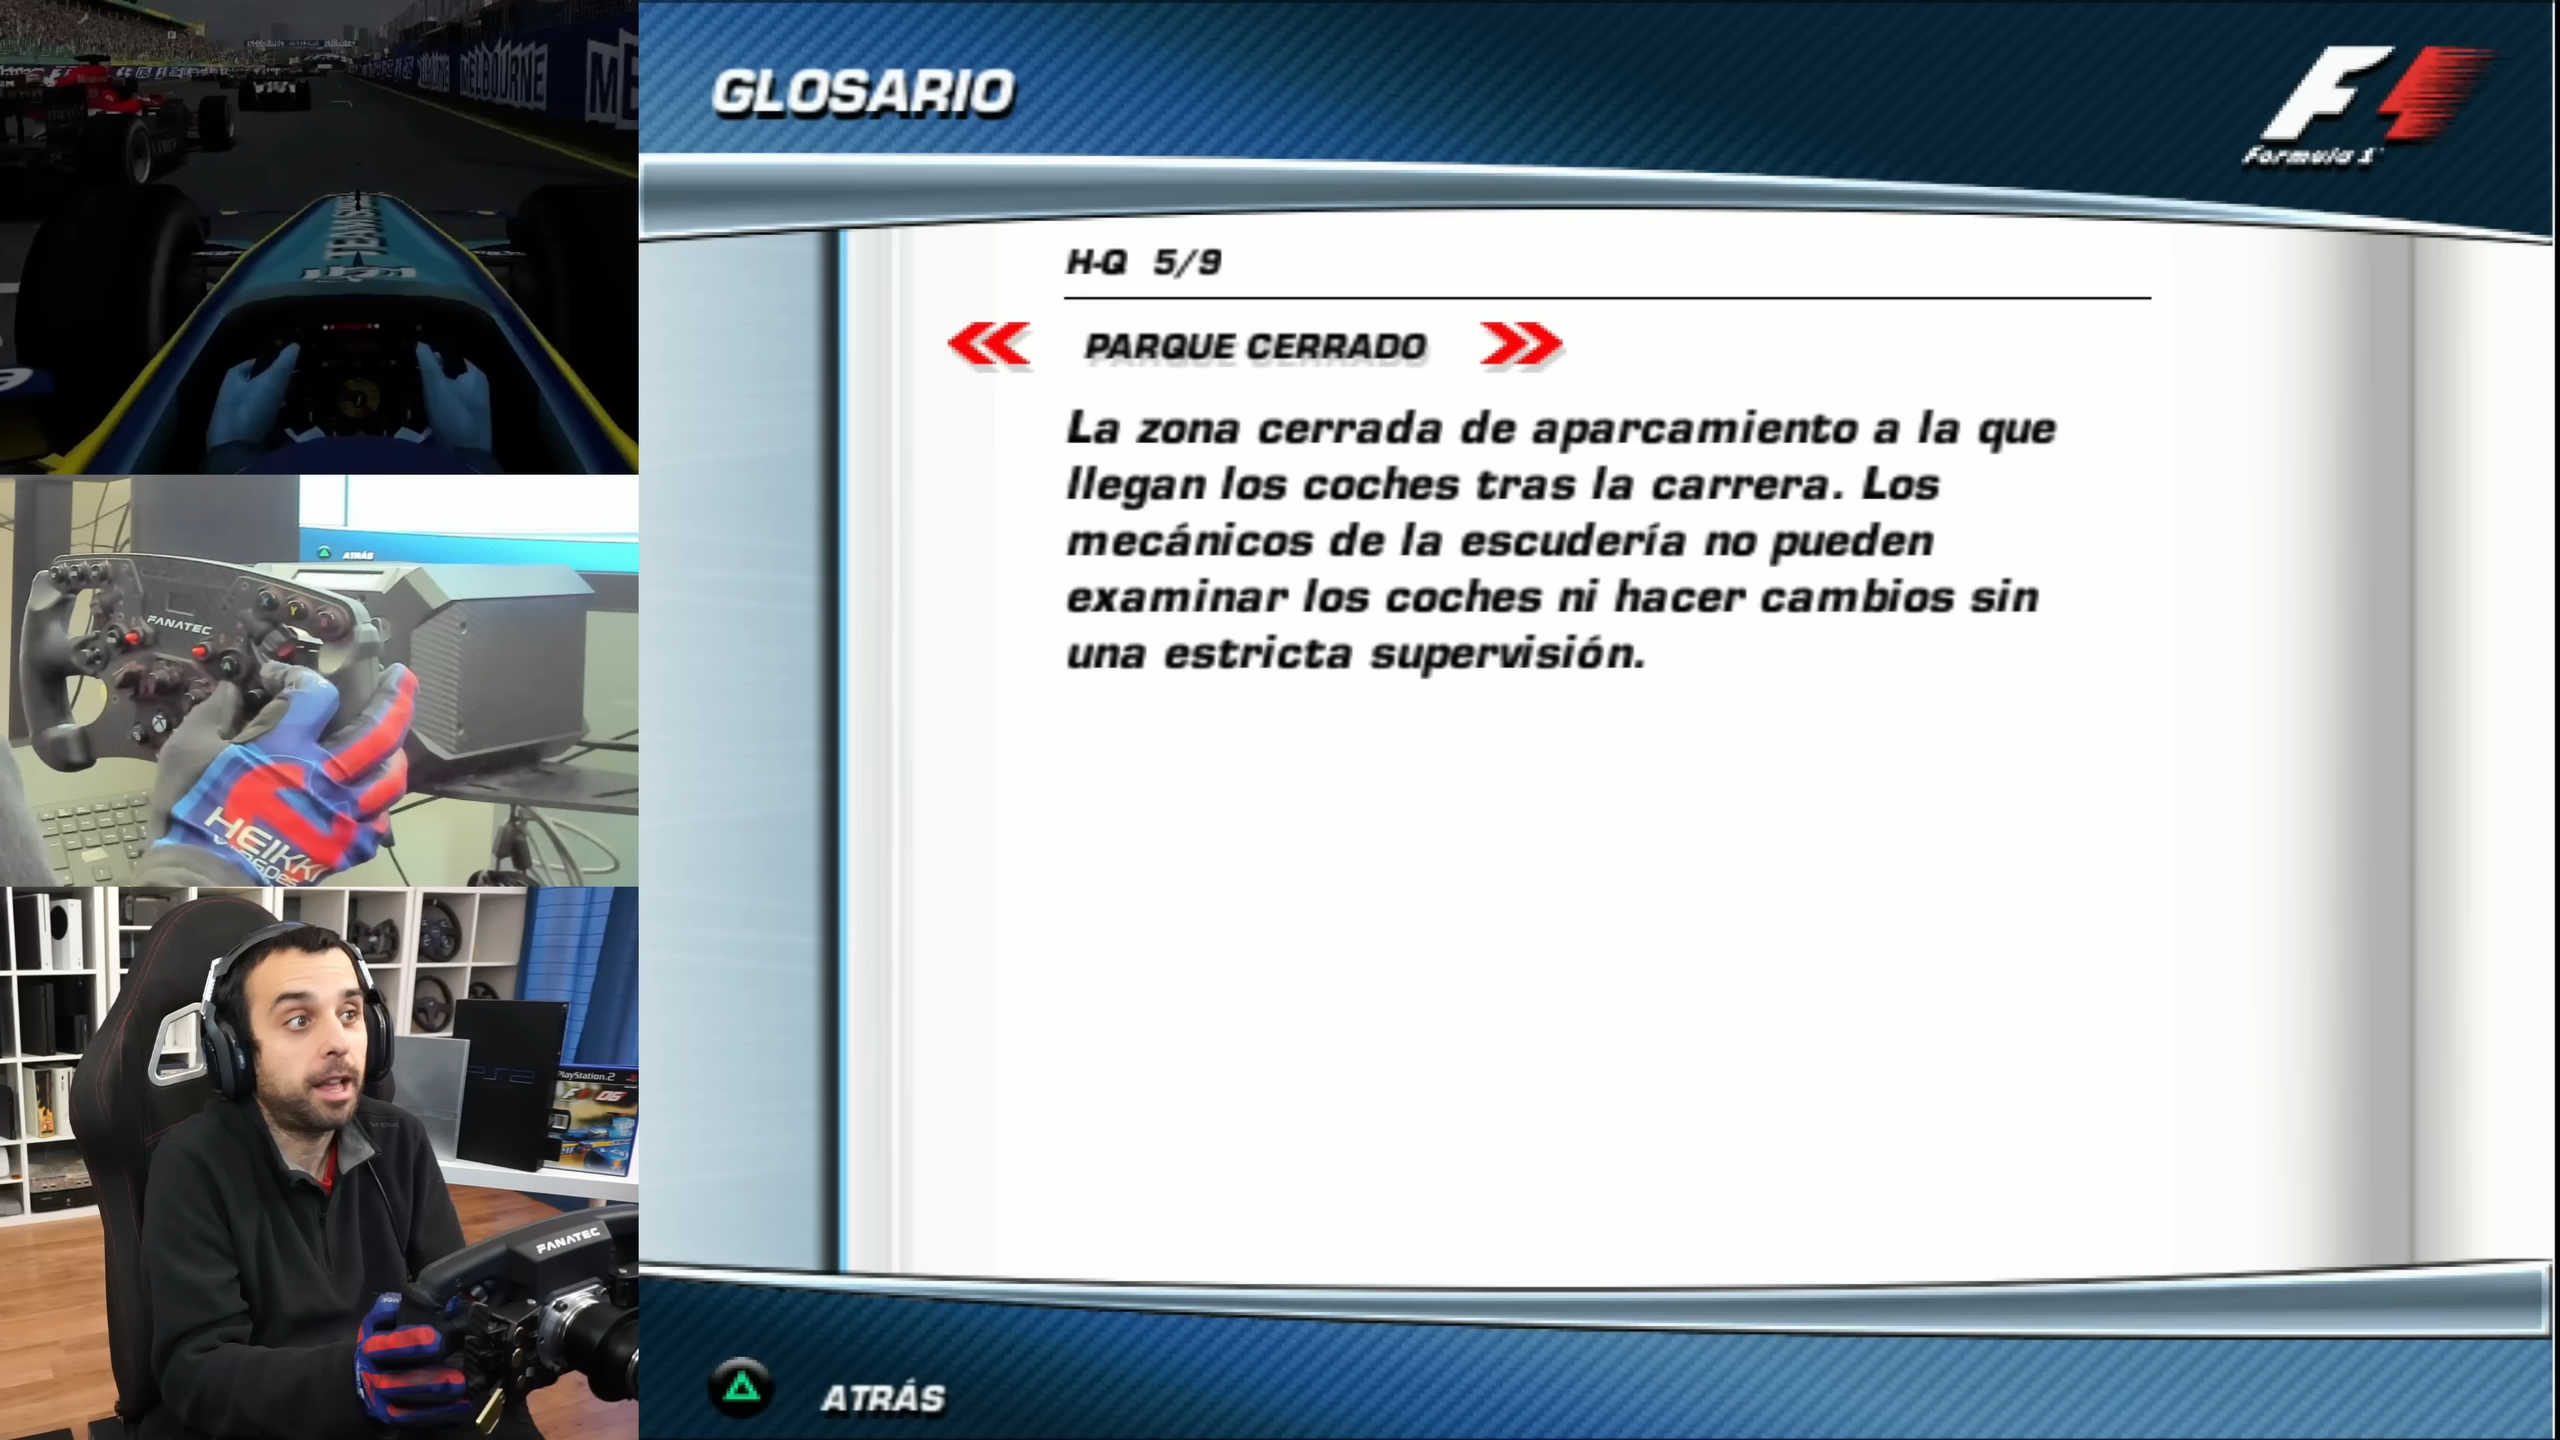 GLOSARIO
Formula 1
H-Q 5/9
PARQUE CERRADO
La zona cerrada de aparcamiento a la que
llegan los coches tras la carrera. Los
mecánicos de la escudería no pueden
examinar los coches ni hacer cambios sin
una estricta supervisión.
ATRÁS
MELBOURNE
ATRÁS
FANATEC
HEIKKI
PlayStation.2
F1 06
FANATEC